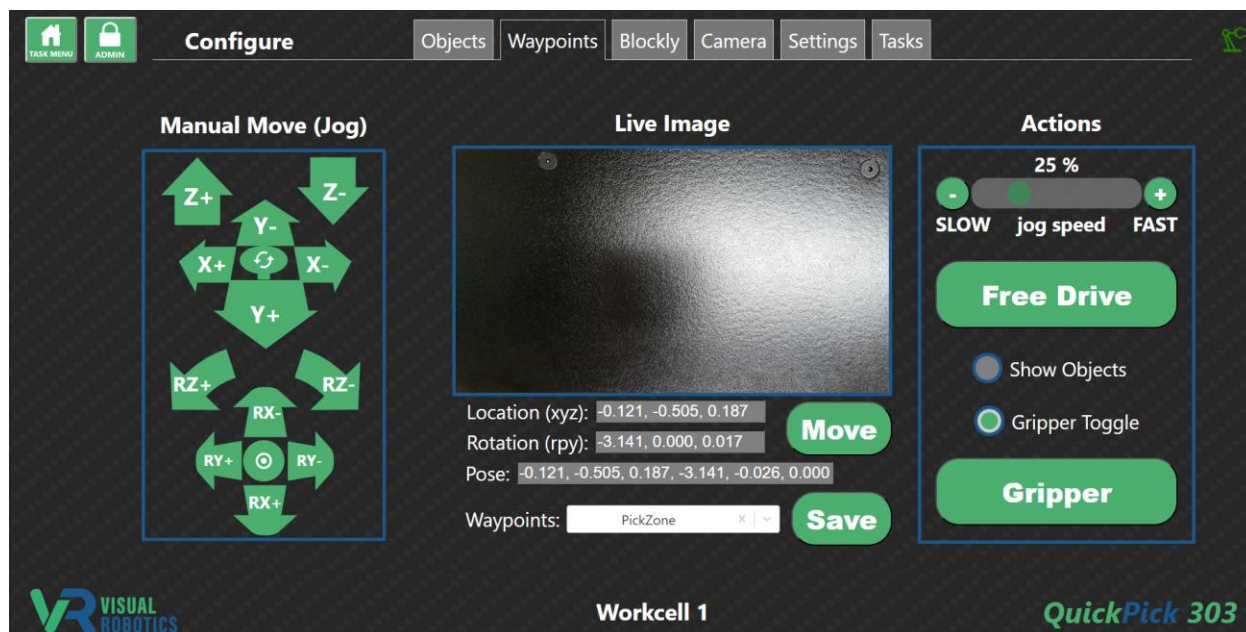 TASK MENU
ADMIN
Configure
Objects
Waypoints
Blockly
Camera
Settings
Tasks
Manual Move (Jog)
Live Image
Actions
Z+
Z-
Y-
X+
X-
Y+
RZ+
RZ-
RX-
RY+
RY-
RX+
Location (xyz): -0.121, -0.505, 0.187
Rotation (rpy): -3.141, 0.000, 0.017
Move
Pose: -0.121, -0.505, 0.187, -3.141, -0.026, 0.000
Waypoints: PickZone
Save
25 %
- +
SLOW jog speed FAST
Free Drive
Show Objects
Gripper Toggle
Gripper
VR VISUAL
ROBOTICS
Workcell 1
QuickPick 303